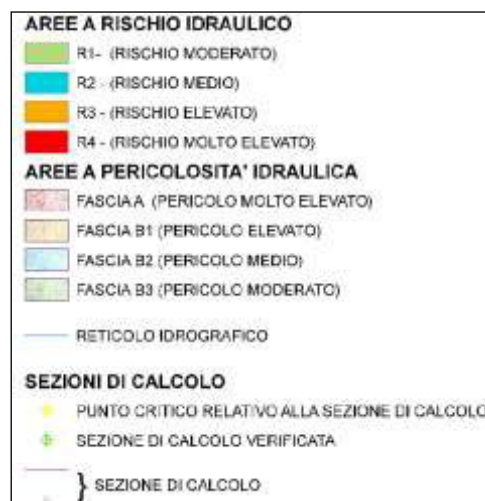 AREE A RISCHIO IDRAULICO
R1- (RISCHIO MODERATO)
R2 - (RISCHIO MEDIO)
R3 - (RISCHIO ELEVATO)
R4 - (RISCHIO MOLTO ELEVATO)
AREE A PERICOLOSITA' IDRAULICA
FASCIA A (PERICOLO MOLTO ELEVATO)
FASCIA B1 (PERICOLO ELEVATO)
FASCIA B2 (PERICOLO MEDIO)
FASCIA B3 (PERICOLO MODERATO)
RETICOLO IDROGRAFICO
SEZIONI DI CALCOLO
PUNTO CRITICO RELATIVO ALLA SEZIONE DI CALCOLO
SEZIONE DI CALCOLO VERIFICATA
} SEZIONE DI CALCOLO